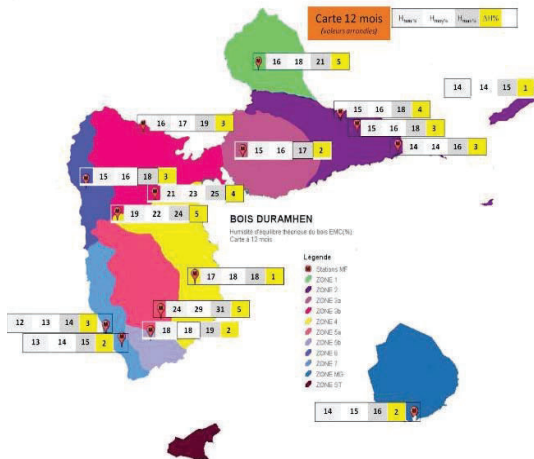 Carte 12 mois
(valeurs arrondies)
ΔH%
16 18 21 5
14 14 15 1
15 16 18 4
16 17 19 3
15 16 18 3
15 16 17 2
14 14 16 3
15 16 18 3
21 23 25 4
19 22 24 5
BOIS DURAMHEN
Humidité d'équilibre théorique du bois EMC(%)
Carte à 12 mois
Légende
Stations MF
ZONE 1
ZONE 2
ZONE 3a
ZONE 3b
ZONE 4
ZONE 5a
ZONE 5b
ZONE 6
ZONE 7
ZONE MG
ZONE ST
17 18 18 1
24 29 31 5
12 13 14 3
18 18 19 2
13 14 15 2
14 15 16 2